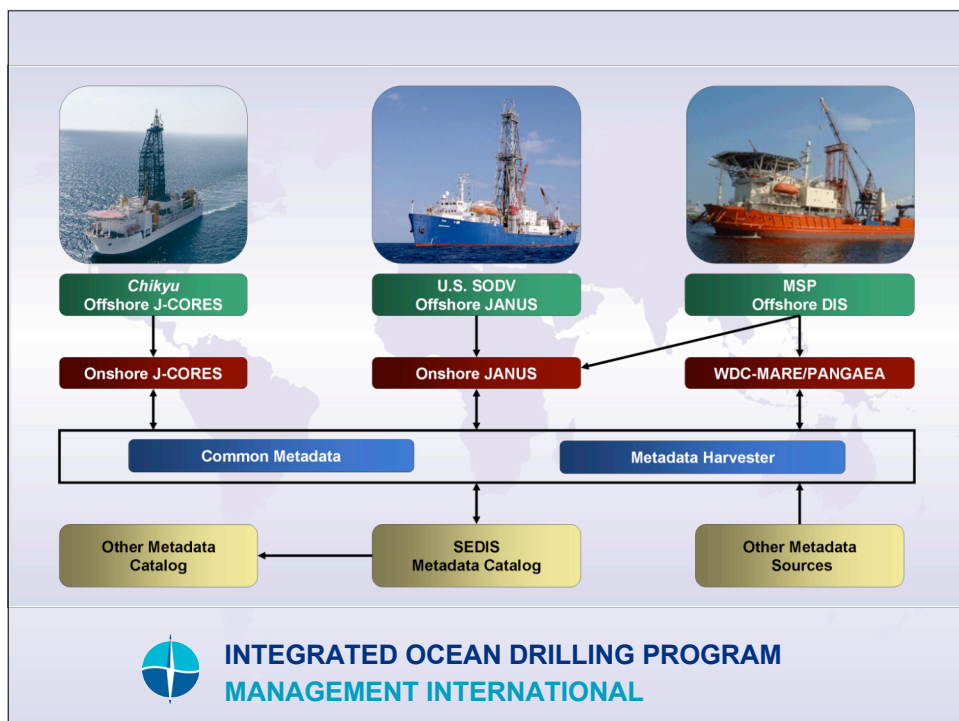 Chikyu
Offshore J-CORES
U.S. SODV
Offshore JANUS
MSP
Offshore DIS
Onshore J-CORES
Onshore JANUS
WDC-MARE/PANGAEA
Common Metadata
Metadata Harvester
Other Metadata
Catalog
SEDIS
Metadata Catalog
Other Metadata
Sources
INTEGRATED OCEAN DRILLING PROGRAM
MANAGEMENT INTERNATIONAL